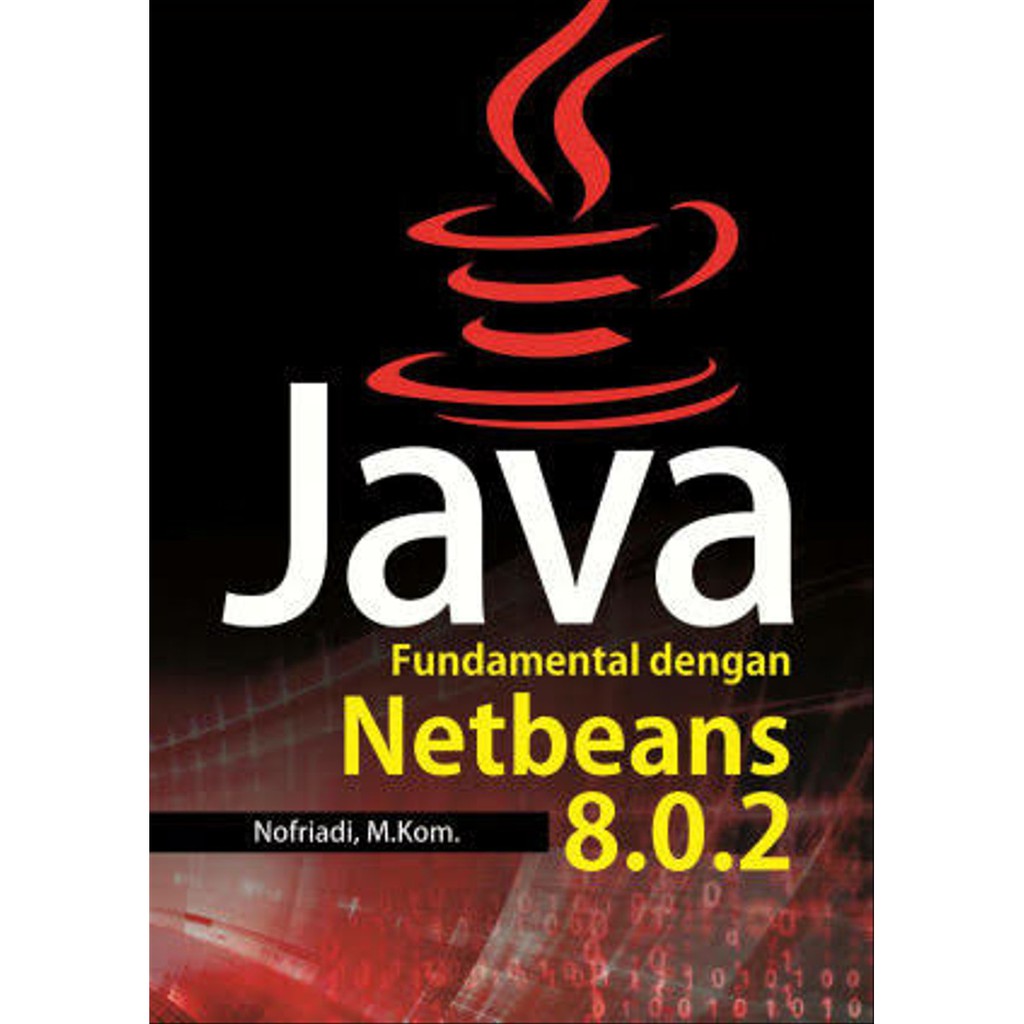 Java
Fundamental dengan
Netbeans
8.0.2
Nofriadi, M.Kom.